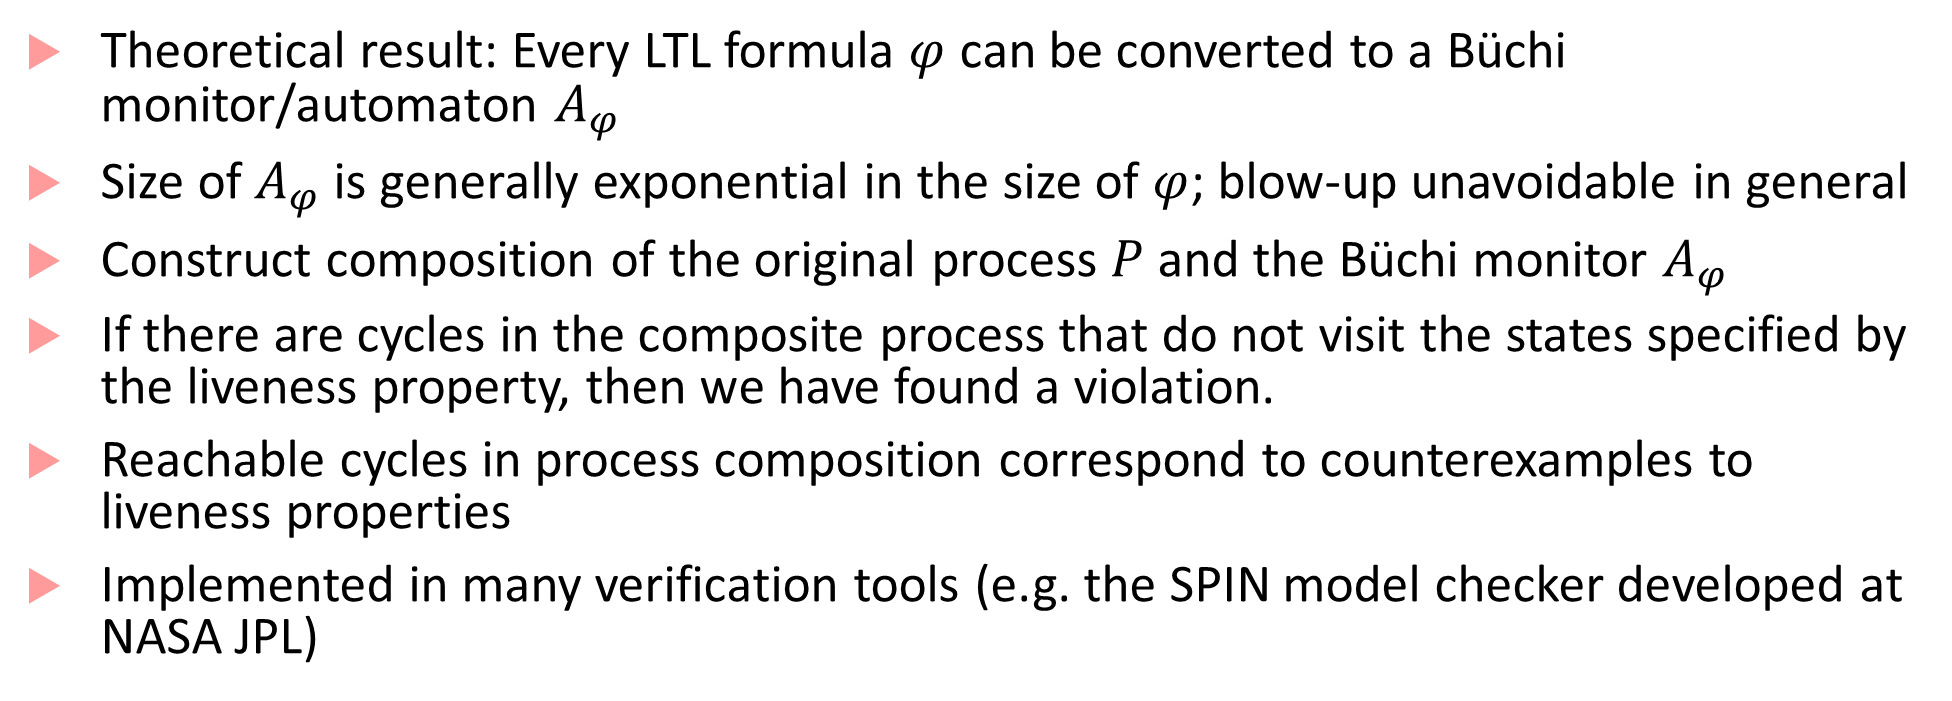 Theoretical result: Every LTL formula φ can be converted to a Büchi
monitor/automaton A_φ
Size of A_φ is generally exponential in the size of φ; blow-up unavoidable in general
Construct composition of the original process P and the Büchi monitor A_φ
If there are cycles in the composite process that do not visit the states specified by
the liveness property, then we have found a violation.
Reachable cycles in process composition correspond to counterexamples to
liveness properties
Implemented in many verification tools (e.g. the SPIN model checker developed at
NASA JPL)